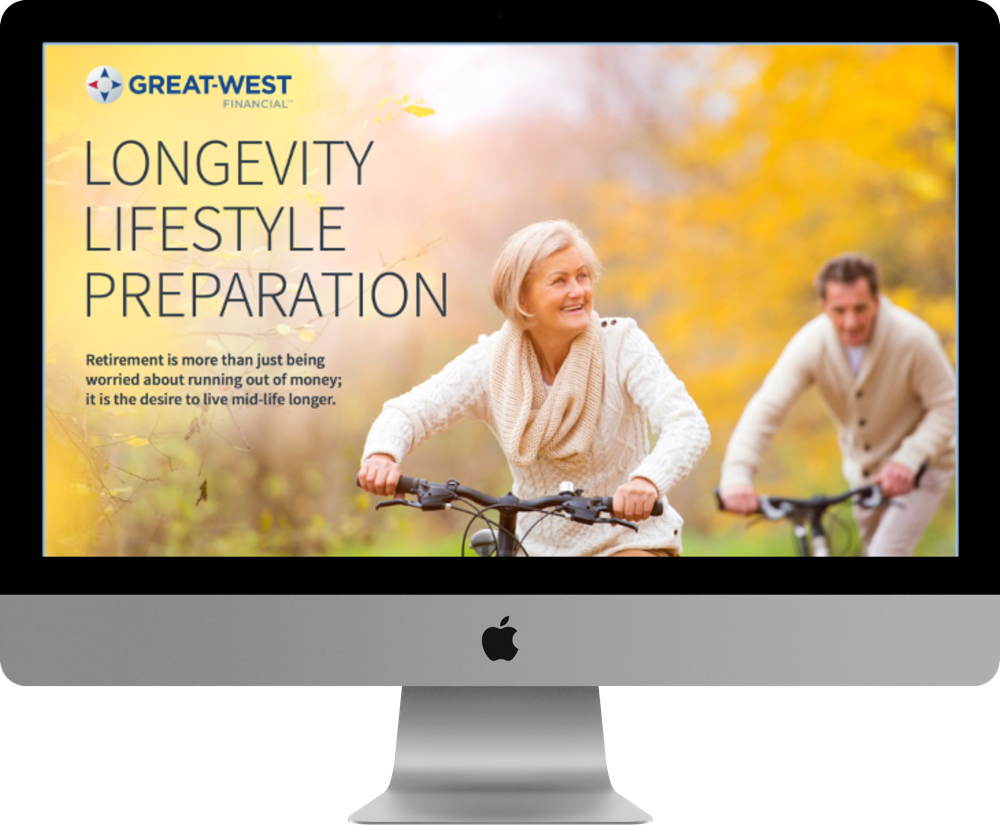 GREAT-WEST
FINANCIAL℠
LONGEVITY
LIFESTYLE
PREPARATION
Retirement is more than just being
worried about running out of money;
it is the desire to live mid-life longer.